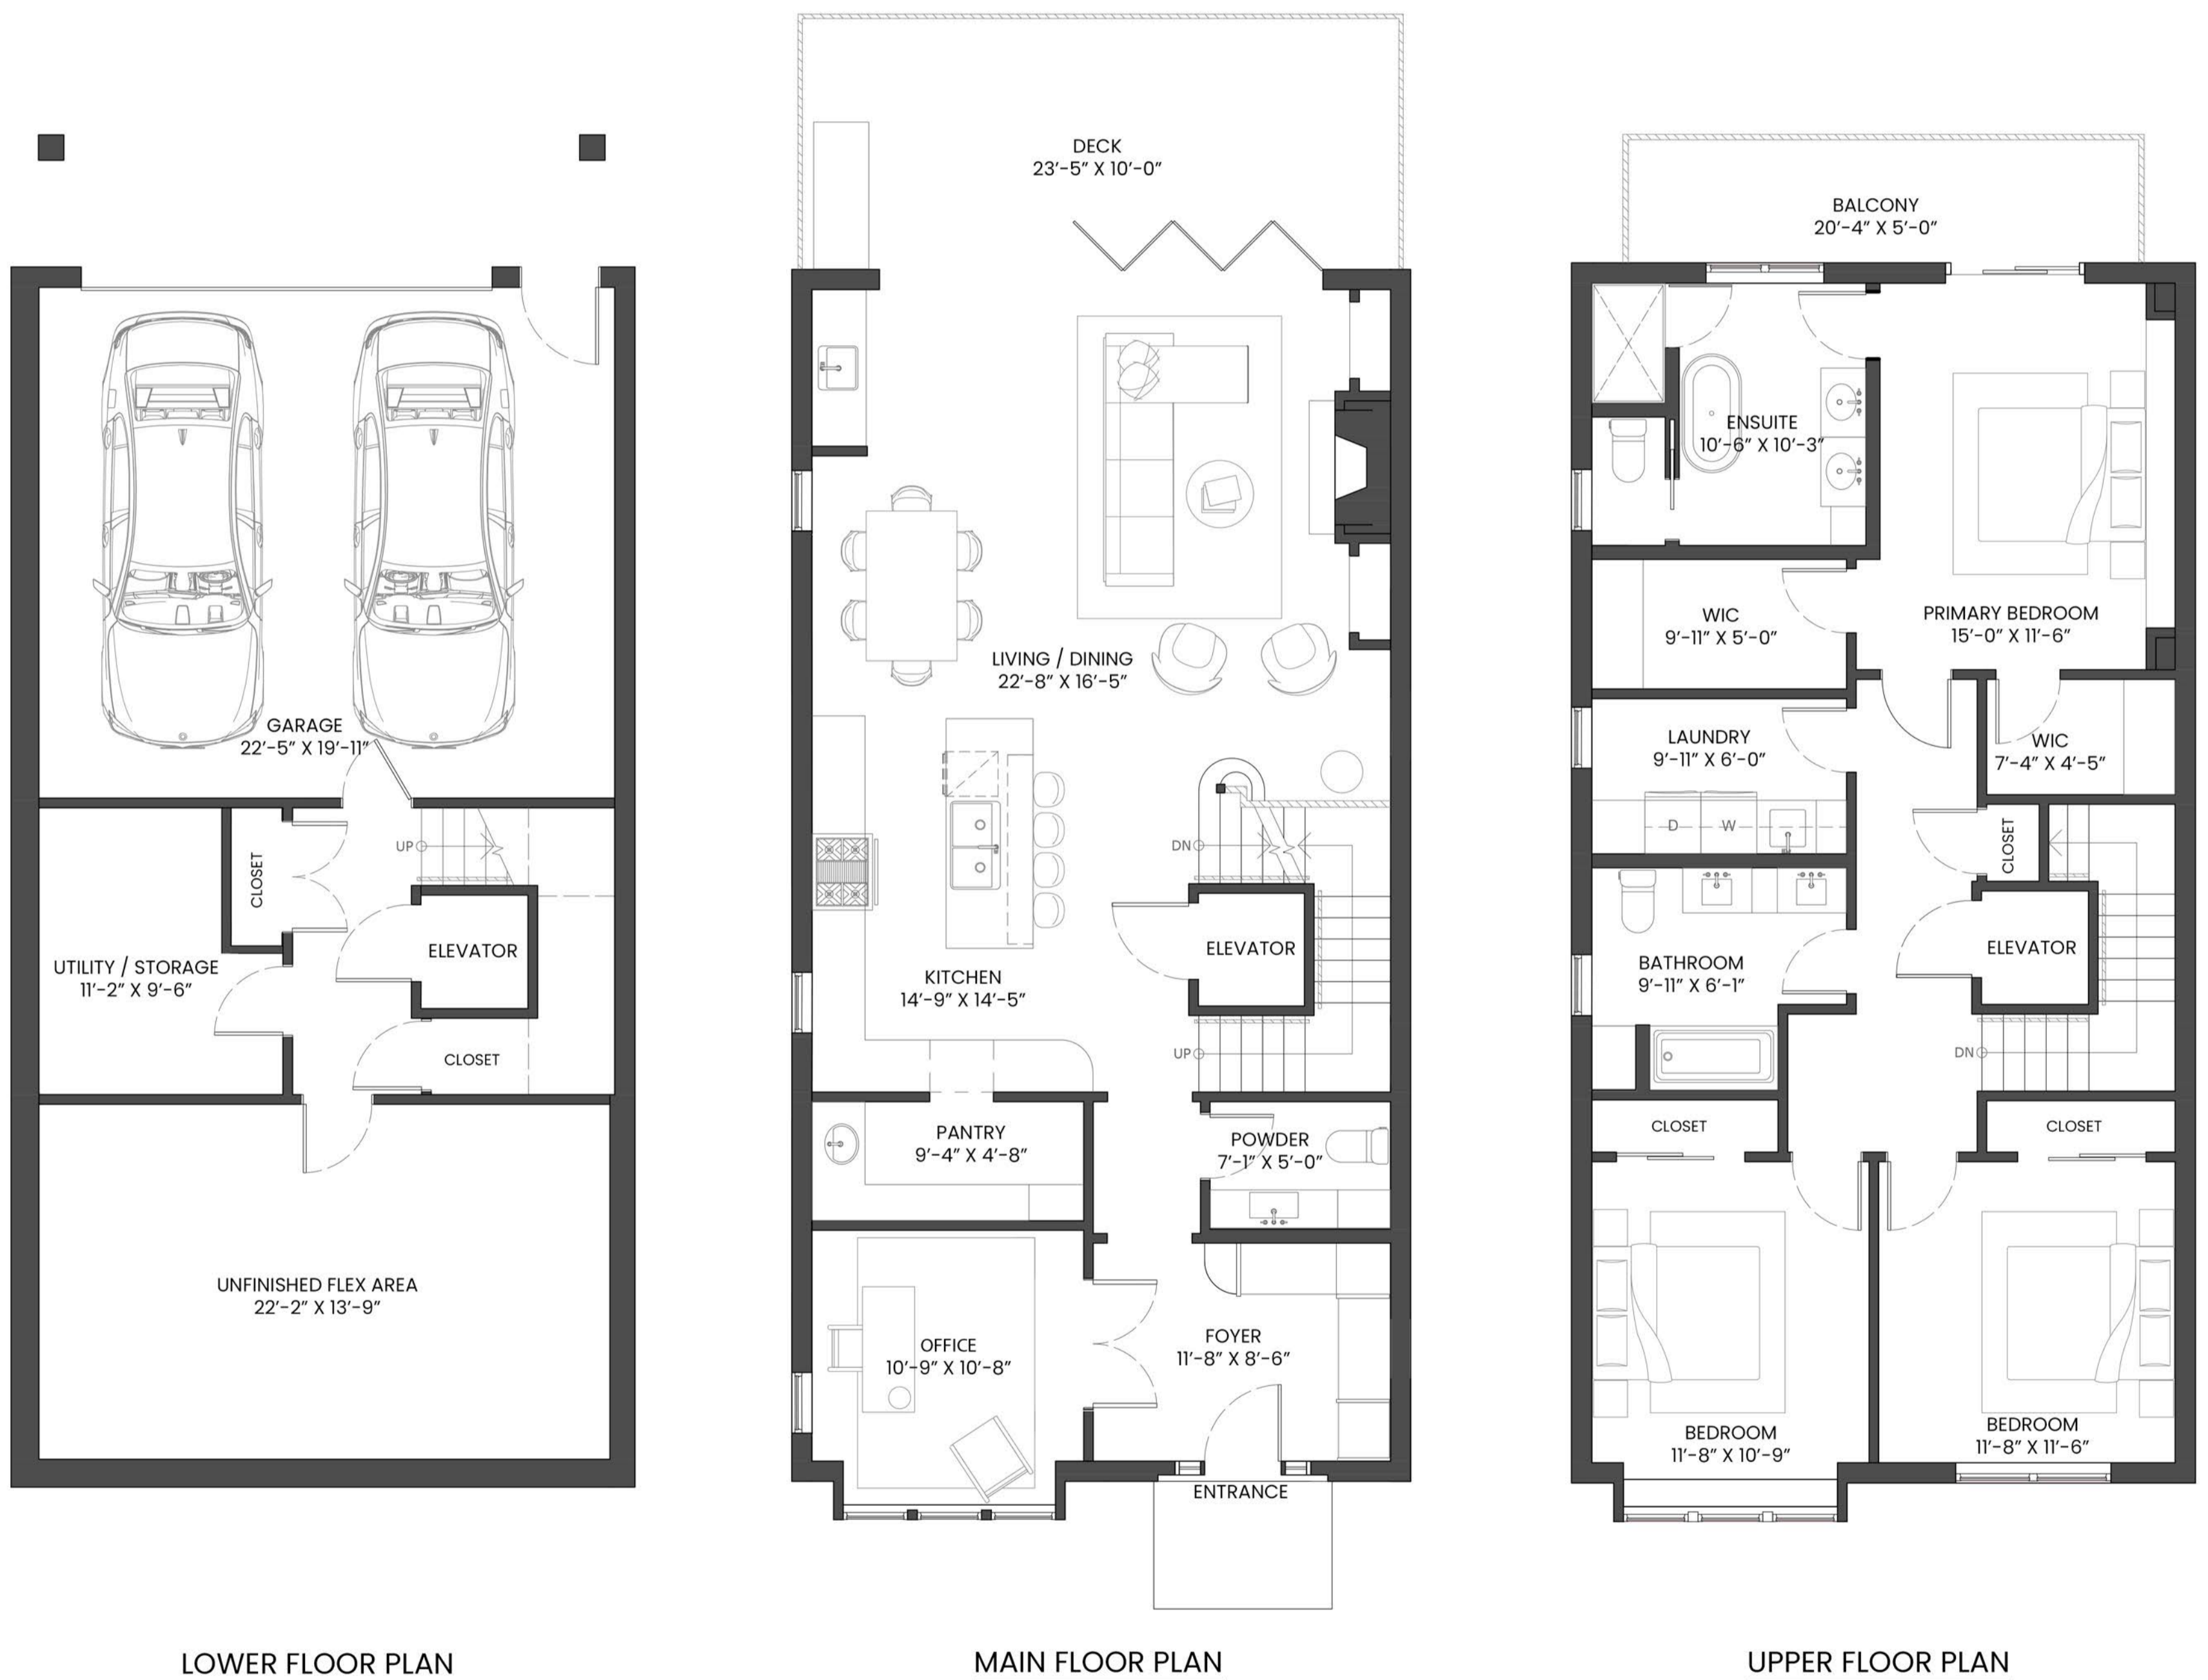 GARAGE
22'-5" X 19'-11"
UP
CLOSET
ELEVATOR
UTILITY / STORAGE
11'-2" X 9'-6"
CLOSET
UNFINISHED FLEX AREA
22'-2" X 13'-9"
LOWER FLOOR PLAN
DECK
23'-5" X 10'-0"
LIVING / DINING
22'-8" X 16'-5"
DN
ELEVATOR
KITCHEN
14'-9" X 14'-5"
UP
PANTRY
9'-4" X 4'-8"
POWDER
7'-1" X 5'-0"
OFFICE
10'-9" X 10'-8"
FOYER
11'-8" X 8'-6"
ENTRANCE
MAIN FLOOR PLAN
BALCONY
20'-4" X 5'-0"
ENSUITE
10'-6" X 10'-3"
WIC
9'-11" X 5'-0"
PRIMARY BEDROOM
15'-0" X 11'-6"
LAUNDRY
9'-11" X 6'-0"
WIC
7'-4" X 4'-5"
D
W
CLOSET
ELEVATOR
BATHROOM
9'-11" X 6'-1"
DN
CLOSET
CLOSET
BEDROOM
11'-8" X 10'-9"
BEDROOM
11'-8" X 11'-6"
UPPER FLOOR PLAN